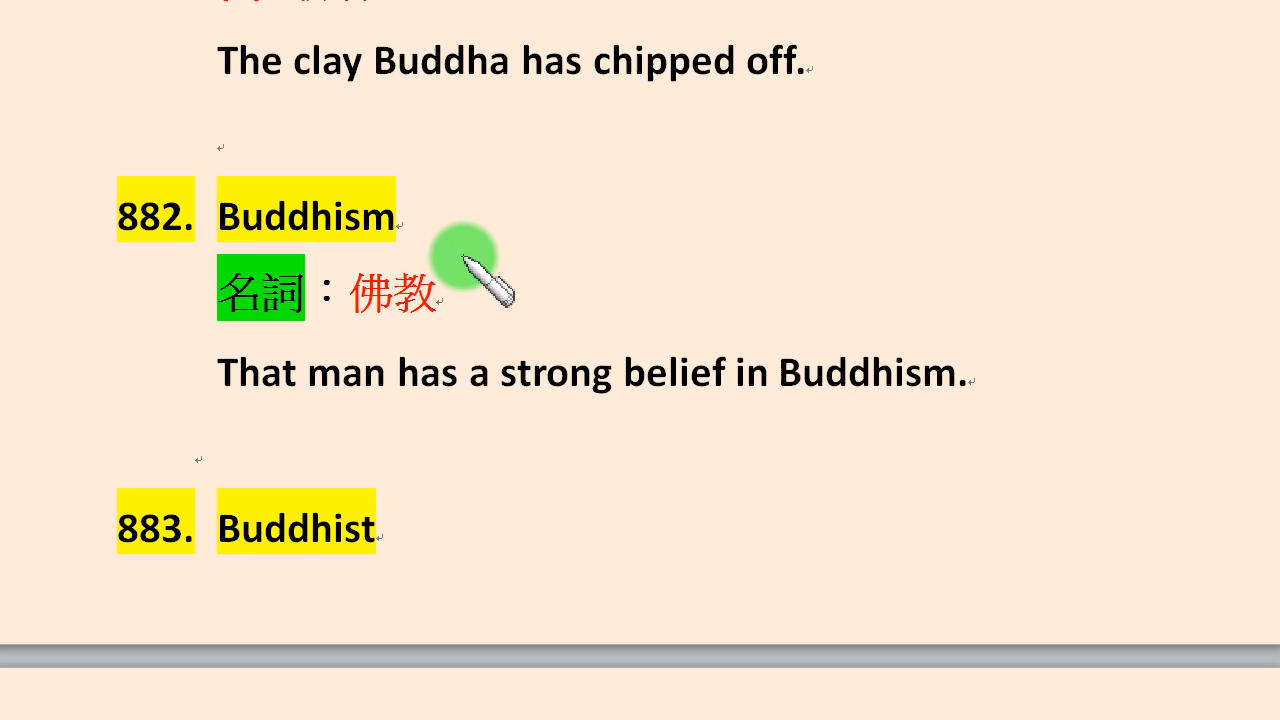 The clay Buddha has chipped off.
882. Buddhism
名詞：佛教
That man has a strong belief in Buddhism.
883. Buddhist